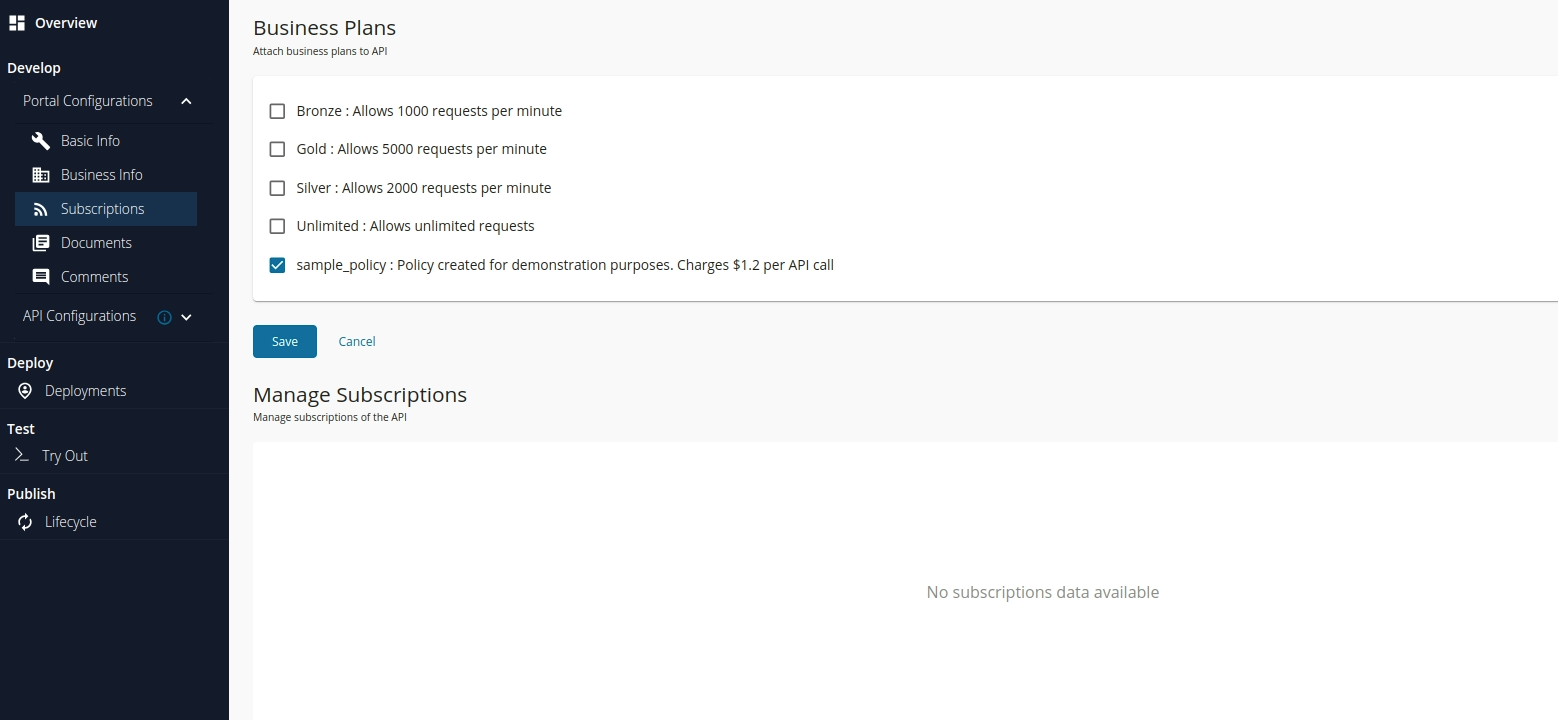 Overview
Develop
Portal Configurations
Basic Info
Business Info
Subscriptions
Documents
Comments
API Configurations
Deploy
Deployments
Test
Try Out
Publish
Lifecycle
Business Plans
Attach business plans to API
Bronze : Allows 1000 requests per minute
Gold : Allows 5000 requests per minute
Silver : Allows 2000 requests per minute
Unlimited : Allows unlimited requests
sample_policy : Policy created for demonstration purposes. Charges $1.2 per API call
Save Cancel
Manage Subscriptions
Manage subscriptions of the API
No subscriptions data available